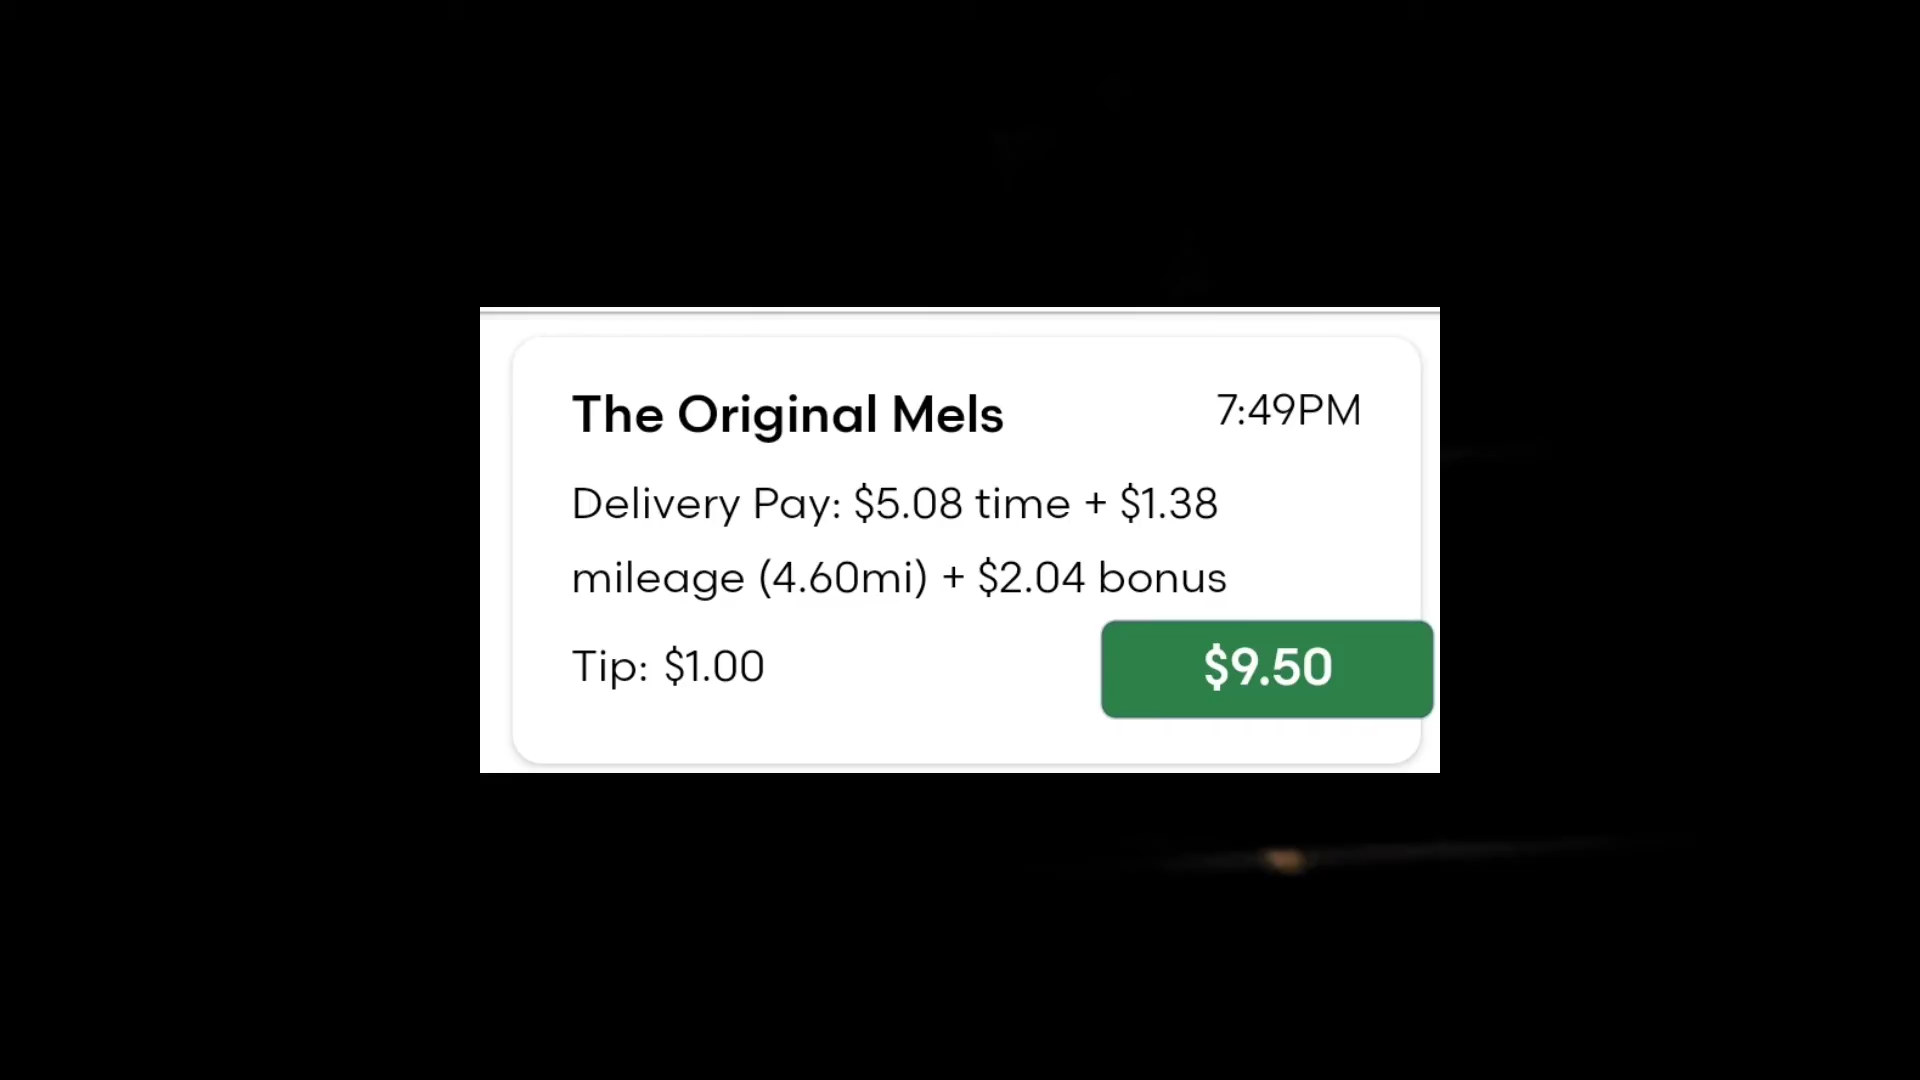 The Original Mels 7:49PM
Delivery Pay: $5.08 time + $1.38
mileage (4.60mi) + $2.04 bonus
Tip: $1.00 $9.50